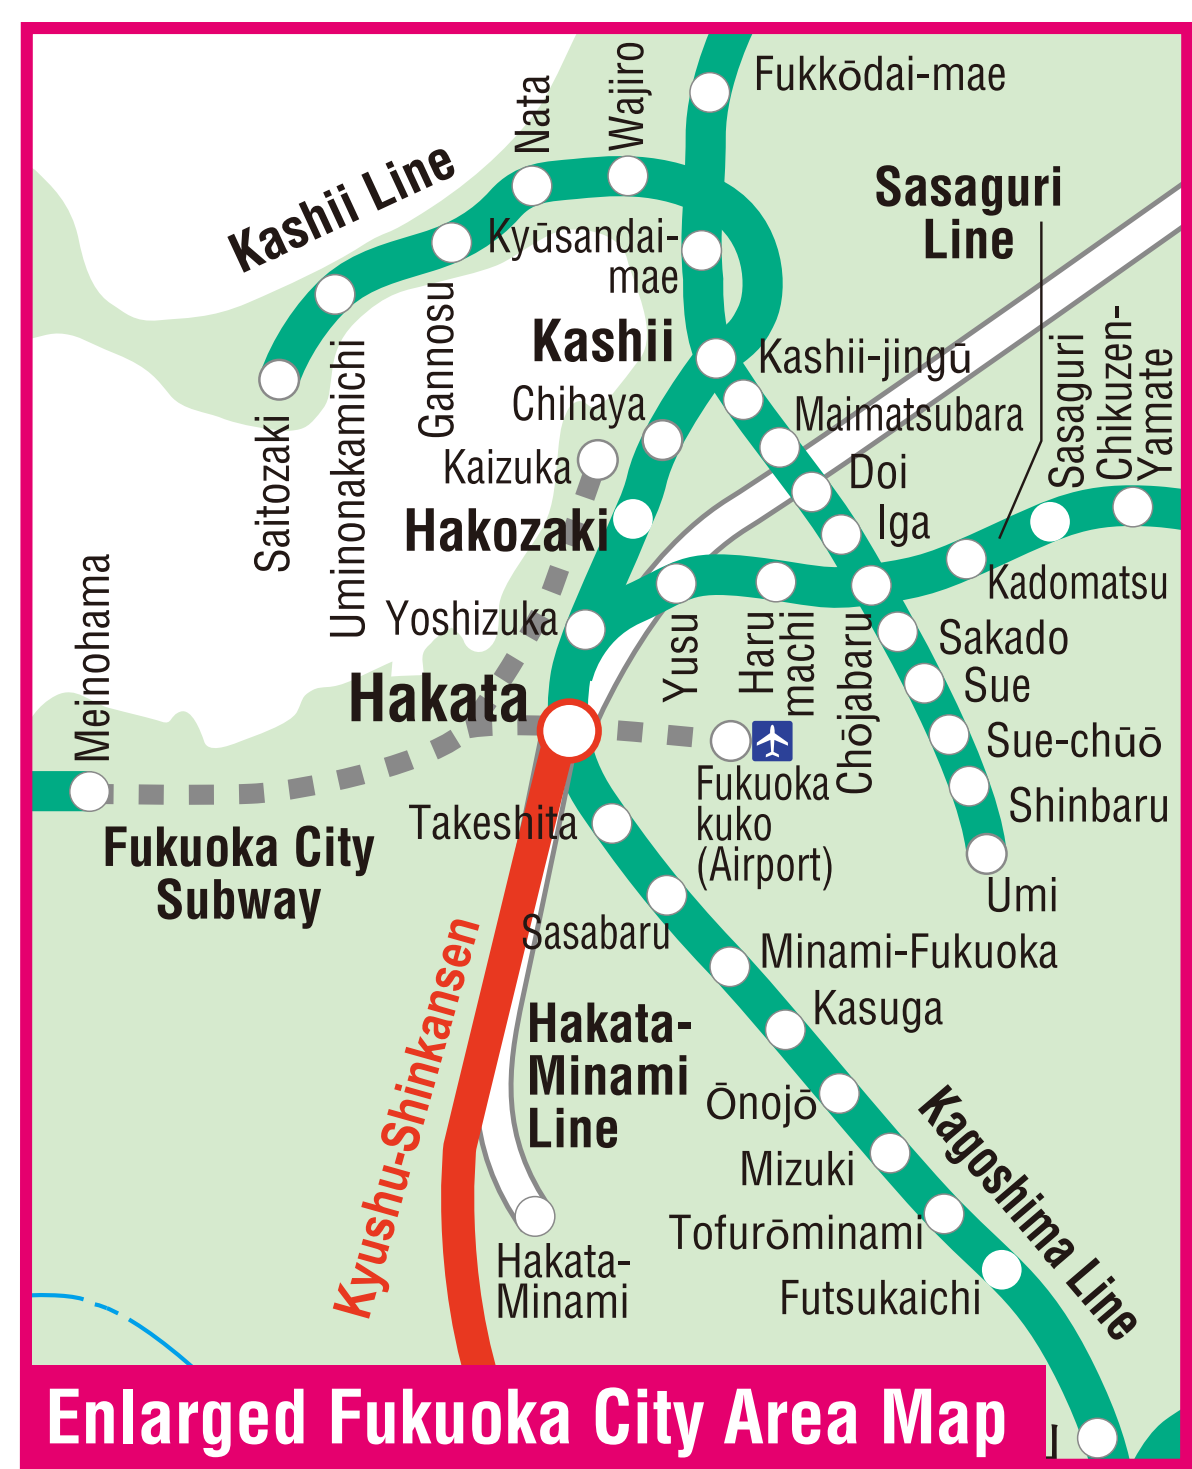 Fukkōdai-mae
Nata
Wajiro
Kashii Line
Sasaguri
Line
Kyūsandai-
mae
Gannosu
Uminonakamichi
Saitozaki
Kashii
Kashii-jingū
Chihaya
Maimatsubara
Sasaguri
Chikuzen-
Yamate
Kaizuka
Doi
Hakozaki
Iga
Kadomatsu
Meinohama
Yoshizuka
Yusu
Haru
machi
Chōjabaru
Sakado
Sue
Hakata
Sue-chūō
Fukuoka
kuko
(Airport)
Shinbaru
Umi
Fukuoka City
Subway
Takeshita
Sasabaru
Minami-Fukuoka
Kasuga
Kyushu-Shinkansen
Hakata-
Minami
Line
Ōnojō
Mizuki
Kagoshima Line
Tofurōminami
Futsukaichi
Hakata-
Minami
Enlarged Fukuoka City Area Map